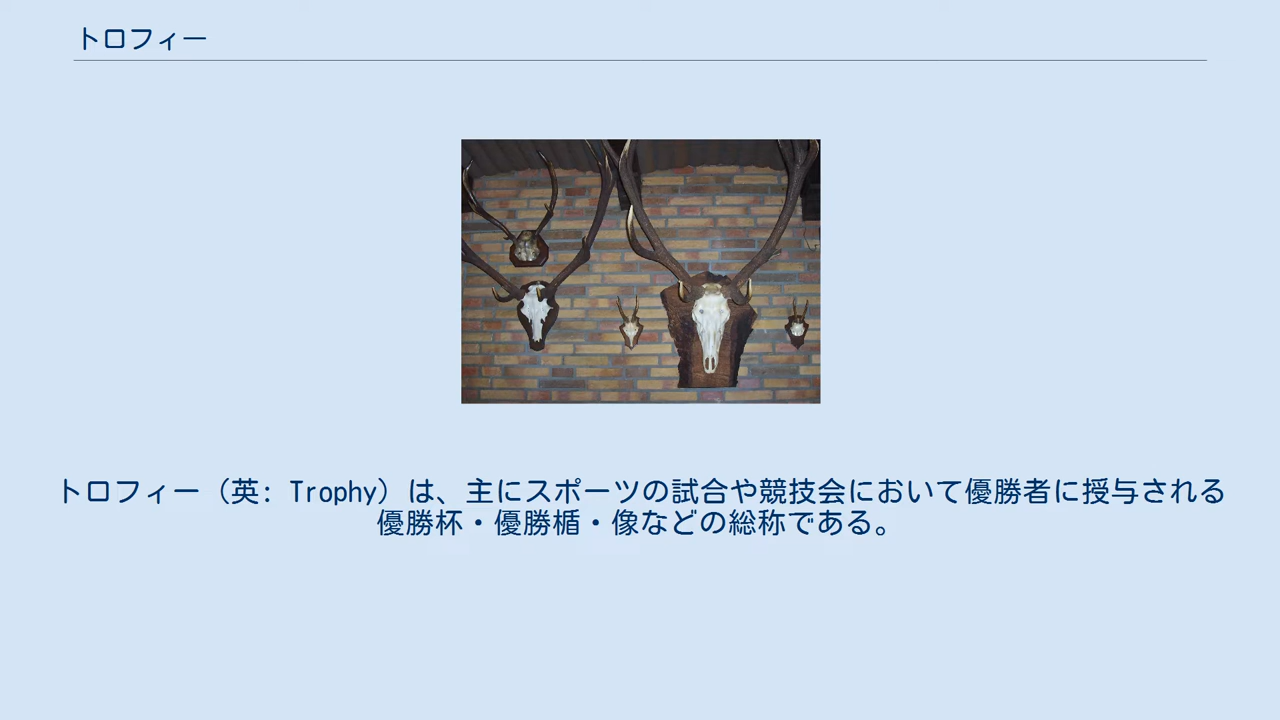 トロフィー
トロフィー（英: Trophy）は、主にスポーツの試合や競技会において優勝者に授与される
優勝杯・優勝楯・像などの総称である。